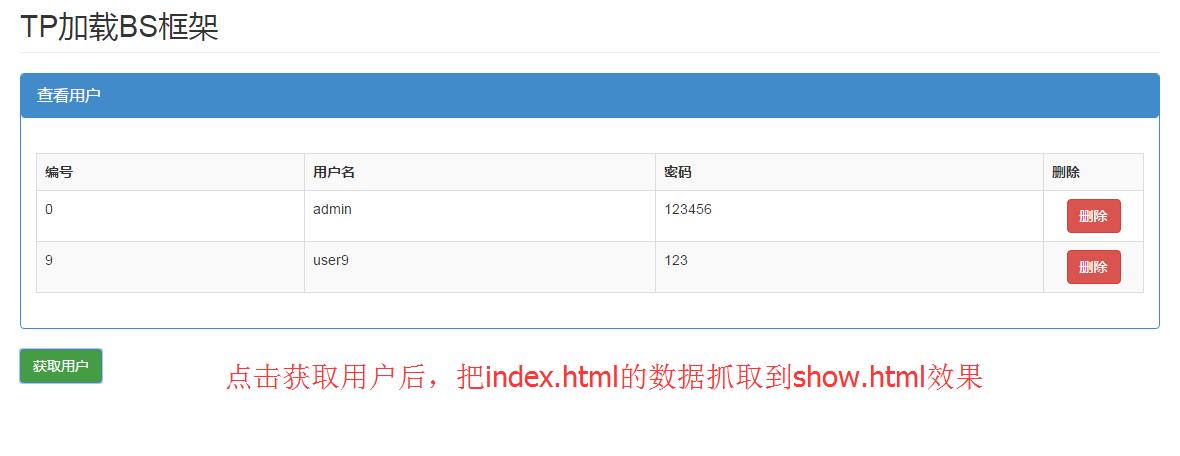 TP加载BS框架
查看用户
编号 用户名 密码 删除
0 admin 123456 删除
9 user9 123 删除
获取用户
点击获取用户后，把index.html的数据抓取到show.html效果